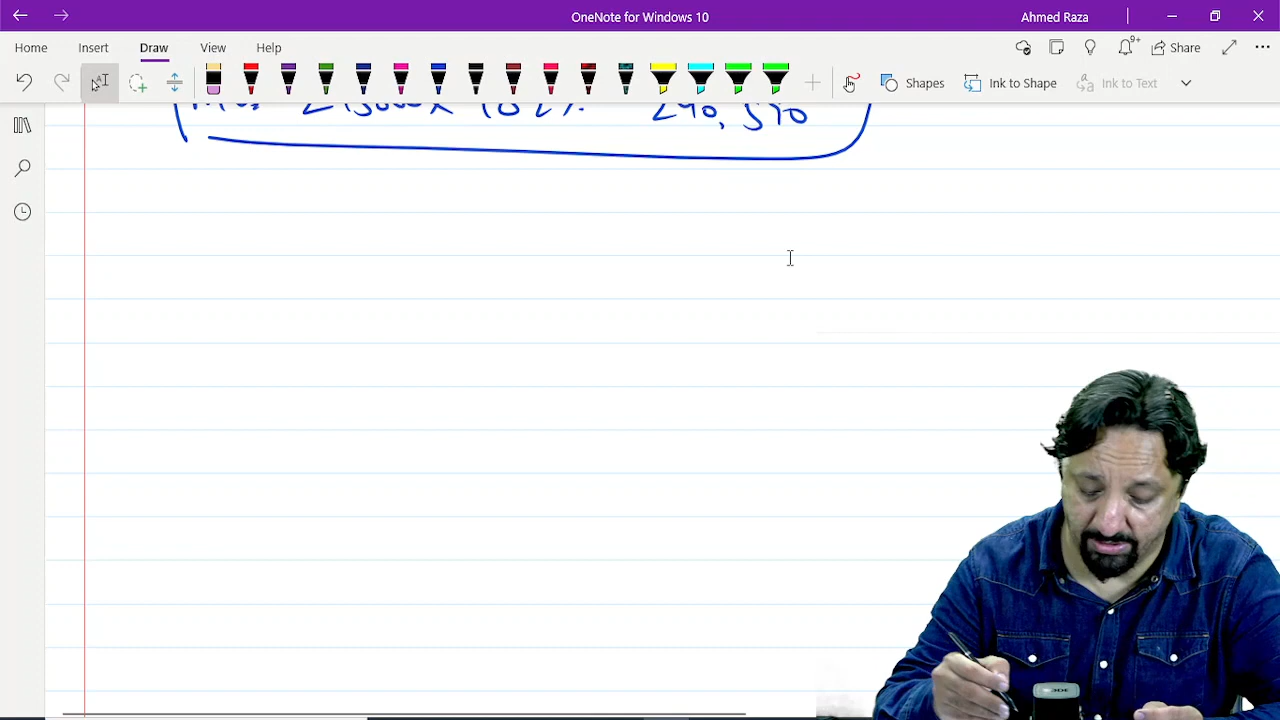 OneNote for Windows 10
Ahmed Raza
Home Insert Draw View Help
Share
Shapes
Ink to Shape
Ink to Text